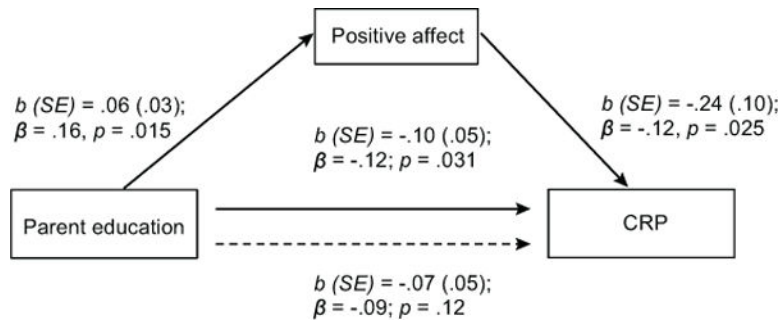 Positive affect
b (SE) = .06 (.03);
β = .16, p = .015
b (SE) = -.24 (.10);
β = -.12, p = .025
b (SE) = -.10 (.05);
β = -.12; p = .031
Parent education
CRP
b (SE) = -.07 (.05);
β = -.09; p = .12